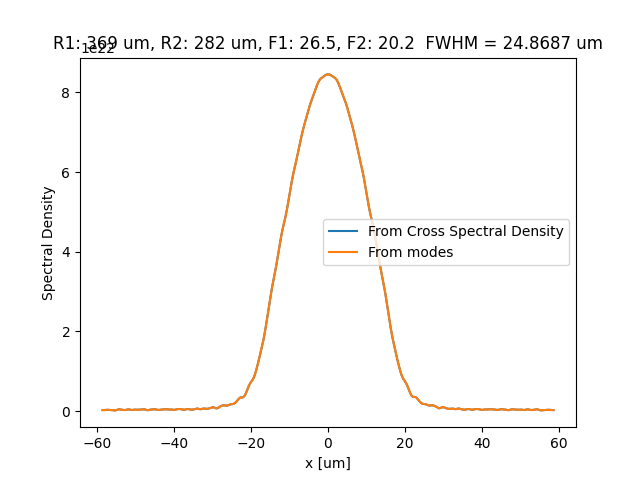 R1: 369 um, R2: 282 um, F1: 26.5, F2: 20.2  FWHM = 24.8687 um
1e22
8
6
4
2
0
Spectral Density
From Cross Spectral Density
From modes
−60 −40 −20 0 20 40 60
x [um]